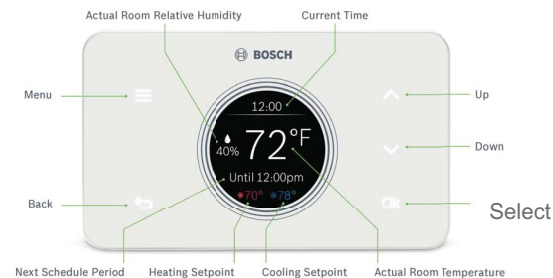 Actual Room Relative Humidity
Current Time
BOSCH
Menu
12:00
Up
72°F
40%
Down
Until 12:00pm
Back
*70° *78°
Ok
Select
Next Schedule Period
Heating Setpoint
Cooling Setpoint
Actual Room Temperature